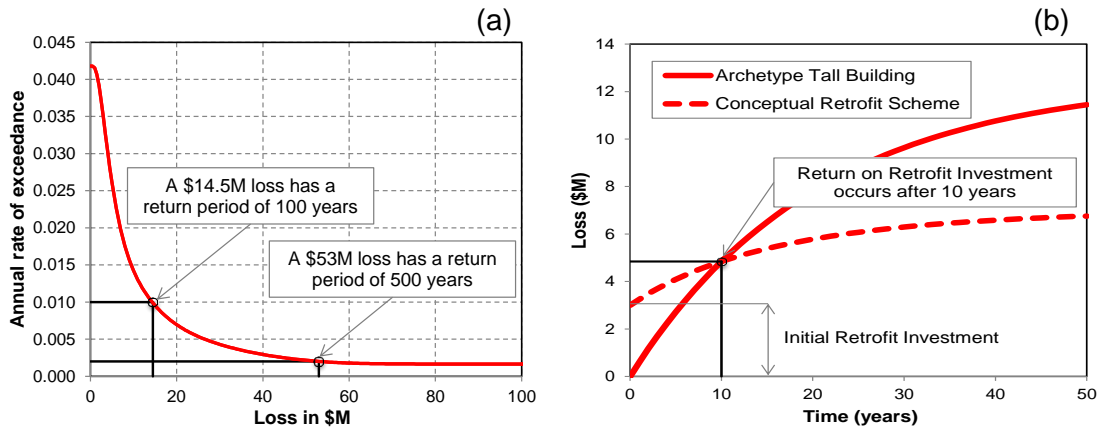 (a)
Annual rate of exceedance
0.045
0.040
0.035
0.030
0.025
0.020
0.015
0.010
0.005
0.000
A $14.5M loss has a
return period of 100 years
A $53M loss has a return
period of 500 years
0
20
40
60
80
100
Loss in $M
(b)
Loss ($M)
14
12
10
8
6
4
2
0
Archetype Tall Building
Conceptual Retrofit Scheme
Return on Retrofit Investment
occurs after 10 years
Initial Retrofit Investment
0
10
20
30
40
50
Time (years)